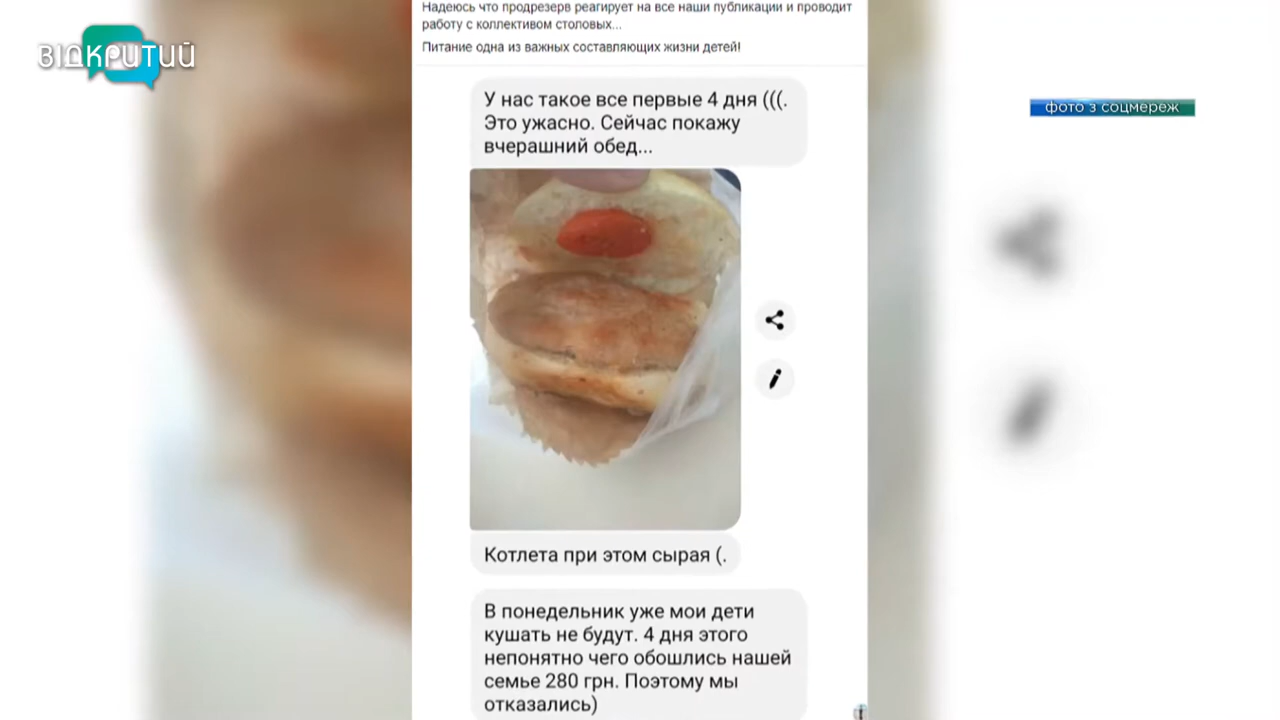 Надеюсь что продрезерв реагирует на все наши публикации и проводит
работу с коллективом столовых...
Питание одна из важных составляющих жизни детей!
ВІДКРИТИЙ
фото з соцмереж
У нас такое все первые 4 дня (((.
Это ужасно. Сейчас покажу
вчерашний обед...
Котлета при этом сырая (.
В понедельник уже мои дети
кушать не будут. 4 дня этого
непонятно чего обошлись нашей
семье 280 грн. Поэтому мы
отказались)